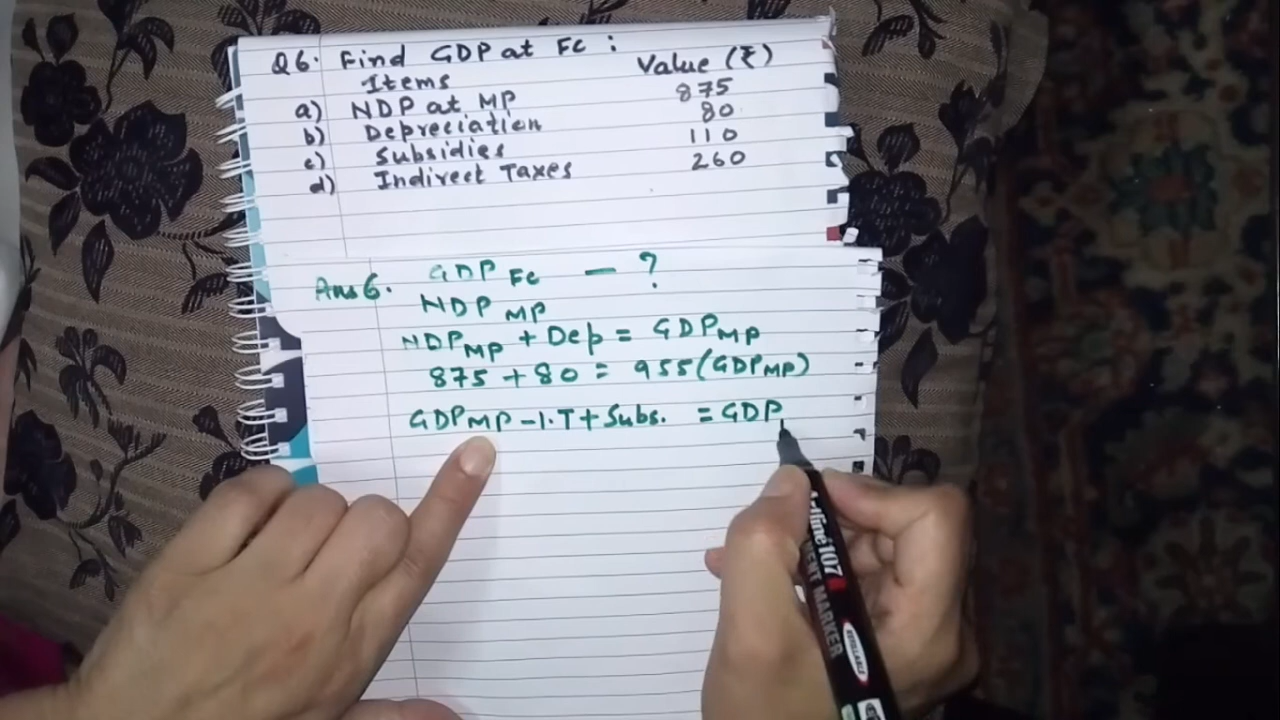 Q6. Find GDP at FC :
Items Value (₹)
a) NDP at MP 875
b) Depreciation 80
c) Subsidies 110
d) Indirect Taxes 260
Ans 6. GDP FC — ?
NDP MP
NDP MP + Dep = GDP MP
875 + 80 = 955 (GDP MP)
GDP MP - I.T + Subs. = GDP
107
MARKER